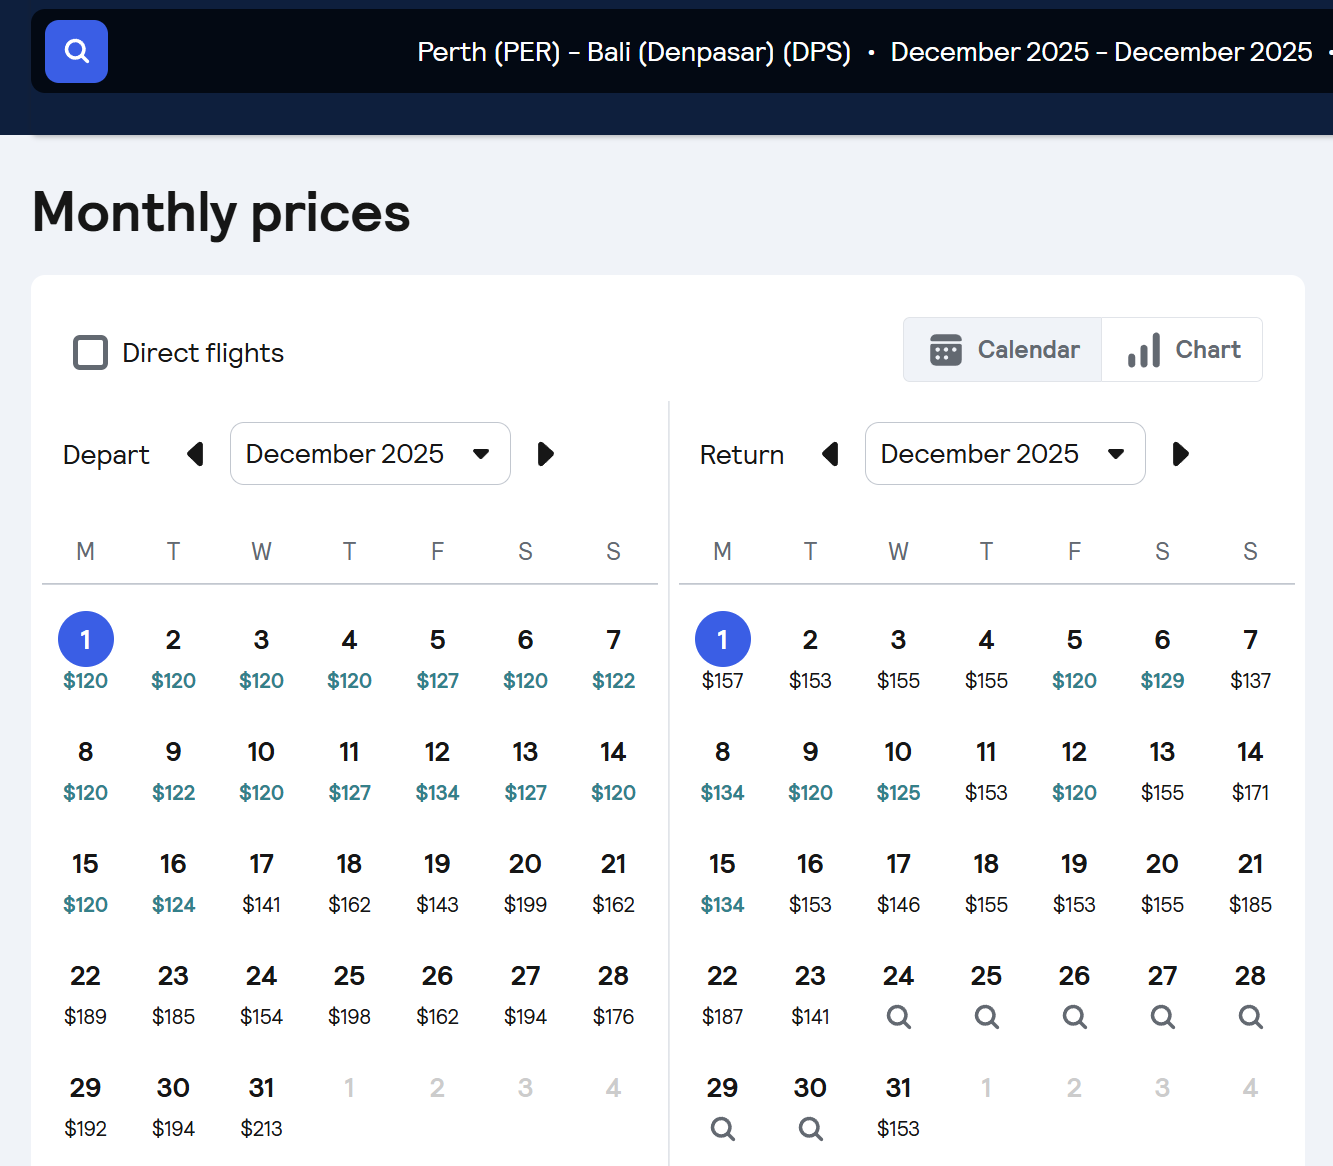 Perth (PER) – Bali (Denpasar) (DPS) • December 2025 – December 2025 •
Monthly prices
Direct flights
Calendar Chart
Depart December 2025
M T W T F S S
1 2 3 4 5 6 7
$120 $120 $120 $120 $127 $120 $122
8 9 10 11 12 13 14
$120 $122 $120 $127 $134 $127 $120
15 16 17 18 19 20 21
$120 $124 $141 $162 $143 $199 $162
22 23 24 25 26 27 28
$189 $185 $154 $198 $162 $194 $176
29 30 31 1 2 3 4
$192 $194 $213
Return December 2025
M T W T F S S
1 2 3 4 5 6 7
$157 $153 $155 $155 $120 $129 $137
8 9 10 11 12 13 14
$134 $120 $125 $153 $120 $155 $171
15 16 17 18 19 20 21
$134 $153 $146 $155 $153 $155 $185
22 23 24 25 26 27 28
$187 $141
29 30 31 1 2 3 4
$153